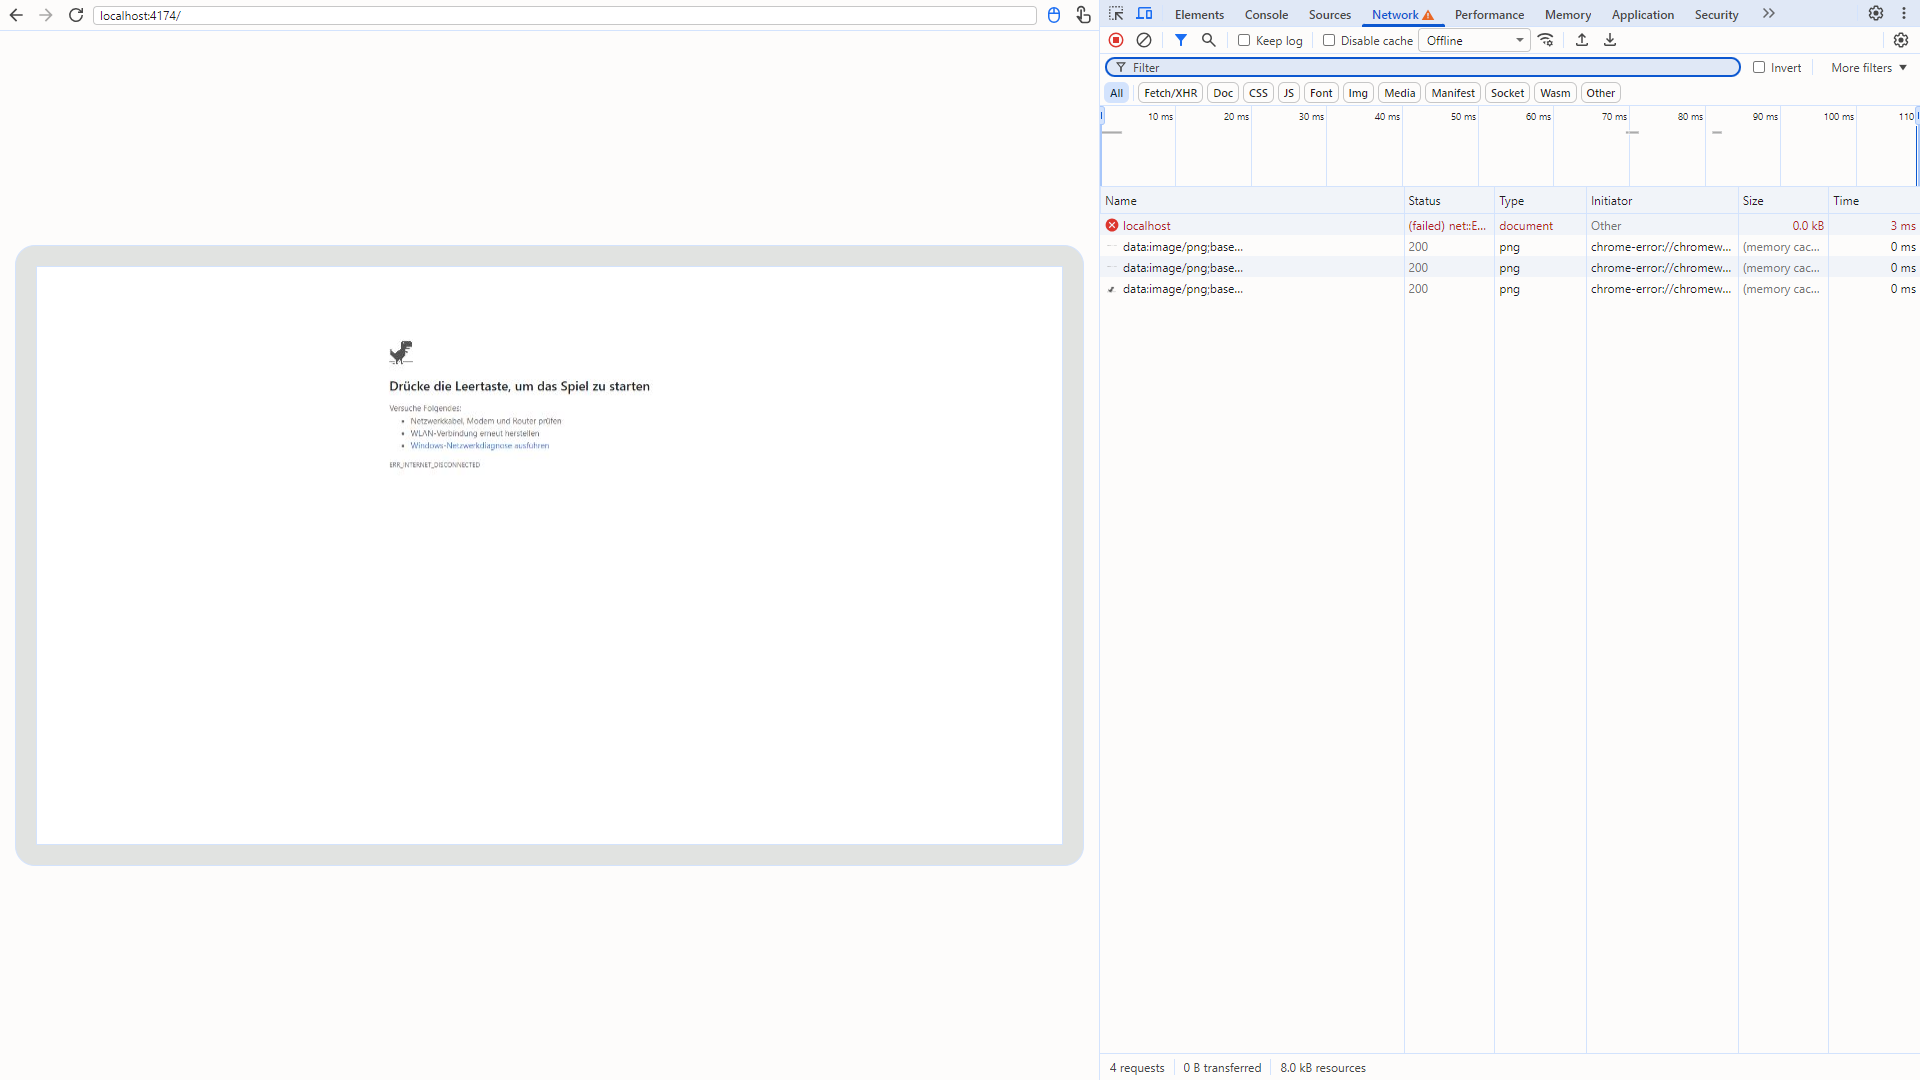 localhost:4174/
Elements Console Sources Network Performance Memory Application Security
Keep log Disable cache Offline
Filter Invert More filters
All Fetch/XHR Doc CSS JS Font Img Media Manifest Socket Wasm Other
10 ms 20 ms 30 ms 40 ms 50 ms 60 ms 70 ms 80 ms 90 ms 100 ms 110
Name Status Type Initiator Size Time
localhost (failed) net::E... document Other 0.0 kB 3 ms
data:image/png;base... 200 png chrome-error://chromew... (memory cac... 0 ms
data:image/png;base... 200 png chrome-error://chromew... (memory cac... 0 ms
data:image/png;base... 200 png chrome-error://chromew... (memory cac... 0 ms
Drücke die Leertaste, um das Spiel zu starten
Versuche Folgendes:
Netzwerkkabel, Modem und Router prüfen
WLAN-Verbindung erneut herstellen
Windows-Netzwerkdiagnose ausführen
ERR_INTERNET_DISCONNECTED
4 requests 0 B transferred 8.0 kB resources